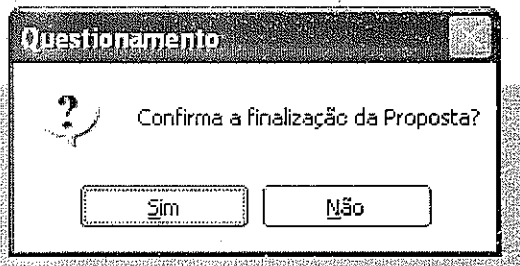 Questionamento
?
Confirma a finalização da Proposta?
Sim
Não